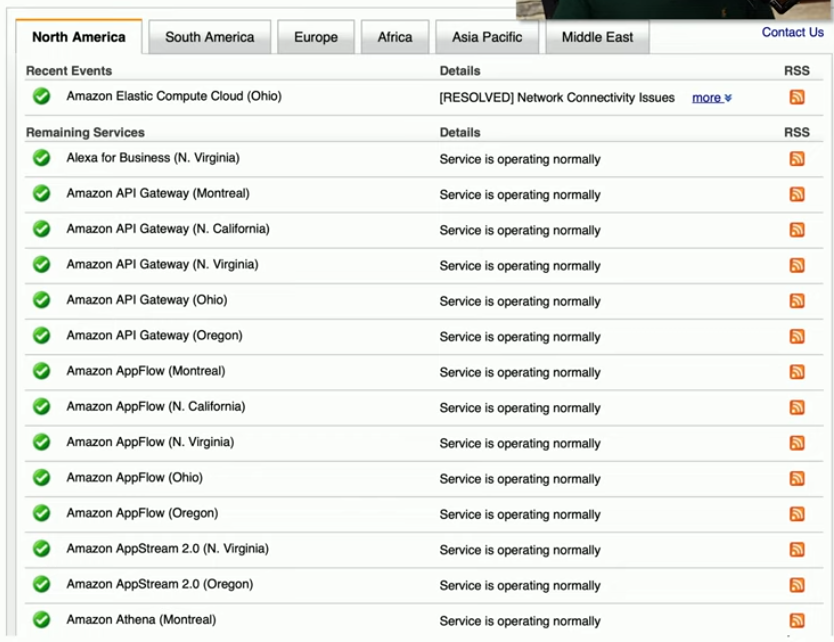 North America South America Europe Africa Asia Pacific Middle East Contact Us
Recent Events Details RSS
Amazon Elastic Compute Cloud (Ohio) [RESOLVED] Network Connectivity Issues more
Remaining Services Details RSS
Alexa for Business (N. Virginia) Service is operating normally
Amazon API Gateway (Montreal) Service is operating normally
Amazon API Gateway (N. California) Service is operating normally
Amazon API Gateway (N. Virginia) Service is operating normally
Amazon API Gateway (Ohio) Service is operating normally
Amazon API Gateway (Oregon) Service is operating normally
Amazon AppFlow (Montreal) Service is operating normally
Amazon AppFlow (N. California) Service is operating normally
Amazon AppFlow (N. Virginia) Service is operating normally
Amazon AppFlow (Ohio) Service is operating normally
Amazon AppFlow (Oregon) Service is operating normally
Amazon AppStream 2.0 (N. Virginia) Service is operating normally
Amazon AppStream 2.0 (Oregon) Service is operating normally
Amazon Athena (Montreal) Service is operating normally